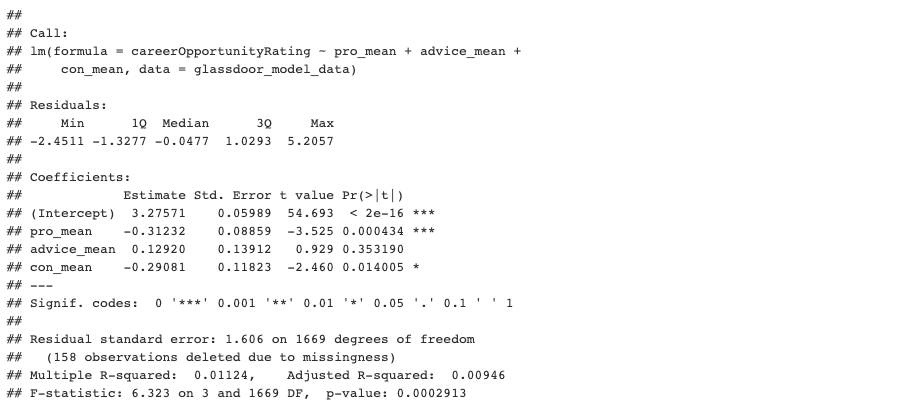 ##
## Call:
## lm(formula = careerOpportunityRating ~ pro_mean + advice_mean +
##     con_mean, data = glassdoor_model_data)
##
## Residuals:
##     Min      1Q  Median      3Q     Max
## -2.4511 -1.3277 -0.0477  1.0293  5.2057
##
## Coefficients:
##             Estimate Std. Error t value Pr(>|t|)
## (Intercept)  3.27571    0.05989  54.693  < 2e-16 ***
## pro_mean    -0.31232    0.08859  -3.525 0.000434 ***
## advice_mean  0.12920    0.13912   0.929 0.353190
## con_mean    -0.29081    0.11823  -2.460 0.014005 *
## ---
## Signif. codes:  0 '***' 0.001 '**' 0.01 '*' 0.05 '.' 0.1 ' ' 1
##
## Residual standard error: 1.606 on 1669 degrees of freedom
##   (158 observations deleted due to missingness)
## Multiple R-squared:  0.01124,    Adjusted R-squared:  0.00946
## F-statistic: 6.323 on 3 and 1669 DF,  p-value: 0.0002913